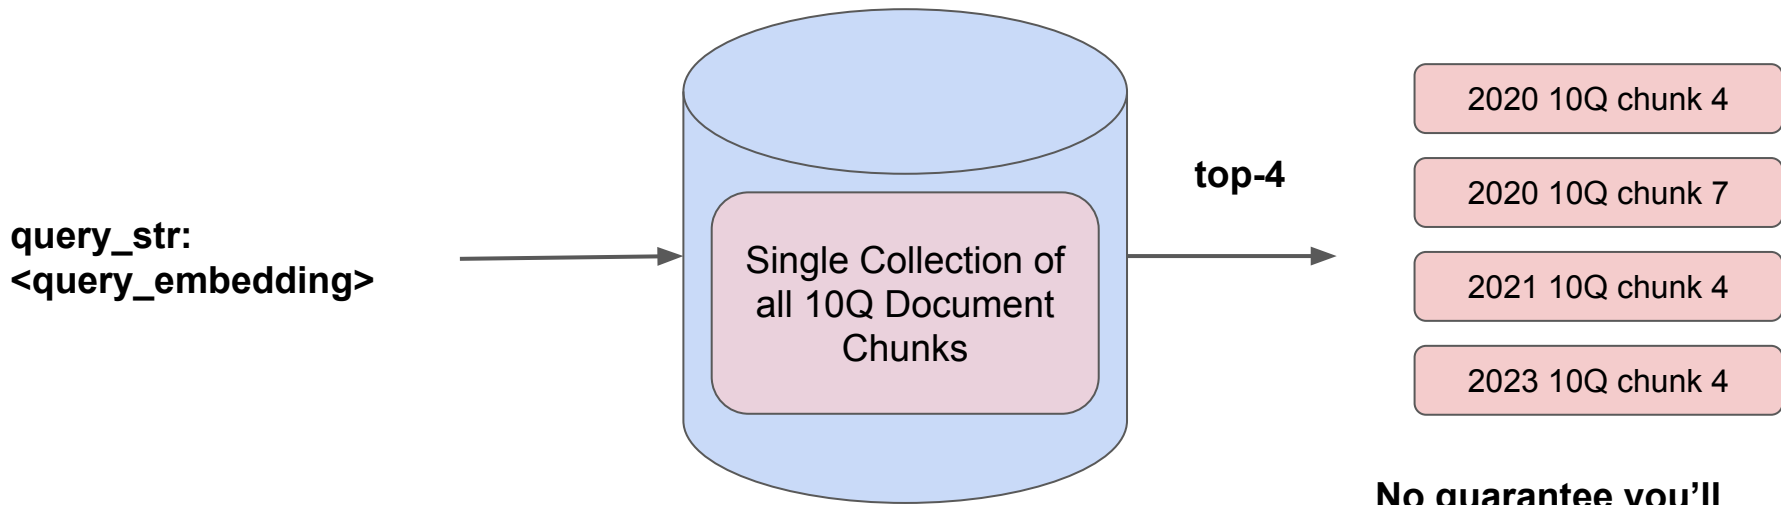 query_str:
<query_embedding>
Single Collection of
all 10Q Document
Chunks
top-4
2020 10Q chunk 4
2020 10Q chunk 7
2021 10Q chunk 4
2023 10Q chunk 4
No guarantee you’ll